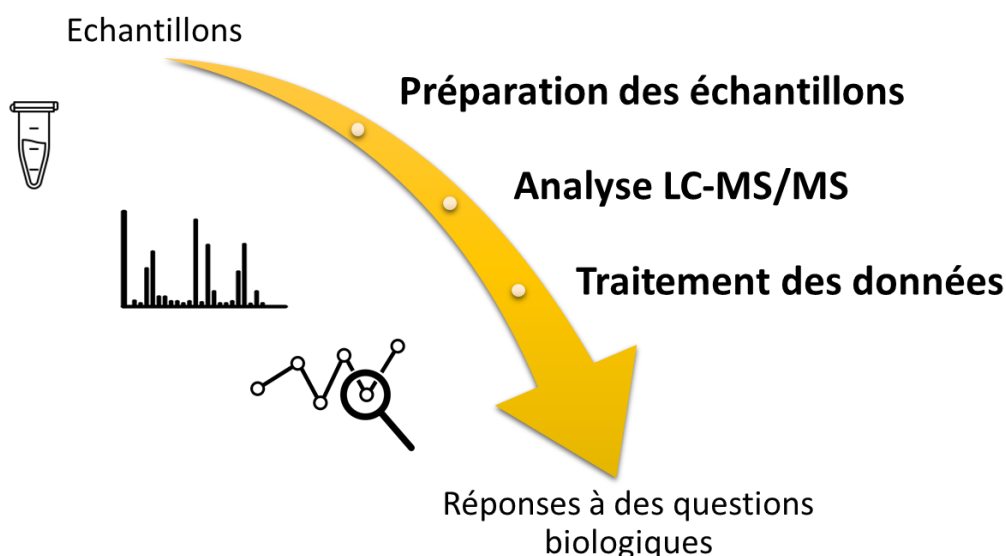 Echantillons
Préparation des échantillons
Analyse LC-MS/MS
Traitement des données
Réponses à des questions
biologiques